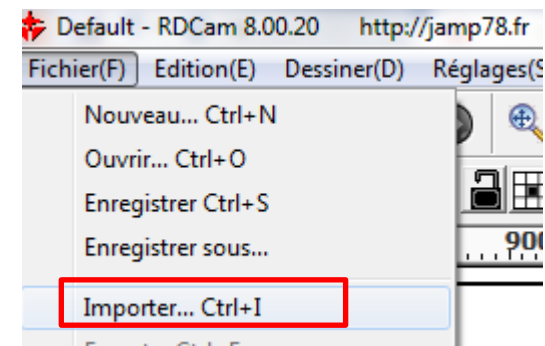 Default - RDCam 8.00.20 http://jamp78.fr
Fichier(F) Edition(E) Dessiner(D) Réglages(S
Nouveau... Ctrl+N
Ouvrir... Ctrl+O
Enregistrer Ctrl+S
Enregistrer sous...
900
Importer... Ctrl+I